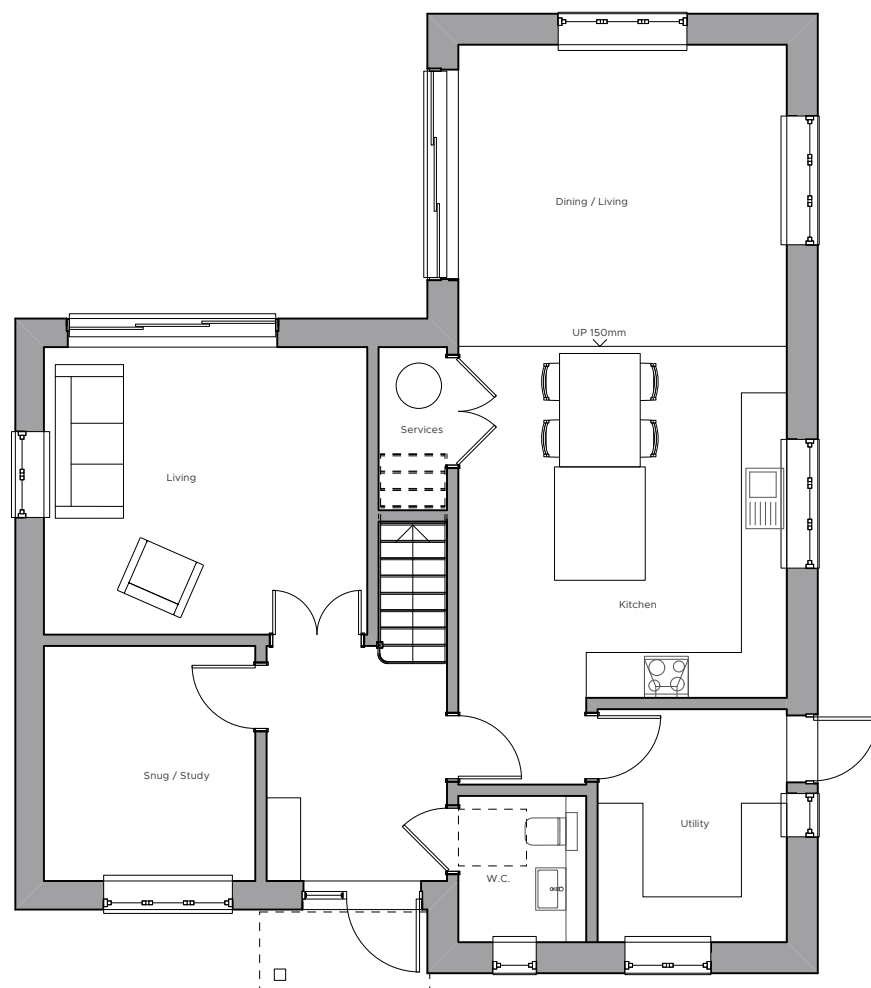 Dining / Living
UP 150mm
Services
Living
Kitchen
Snug / Study
Utility
W.C.